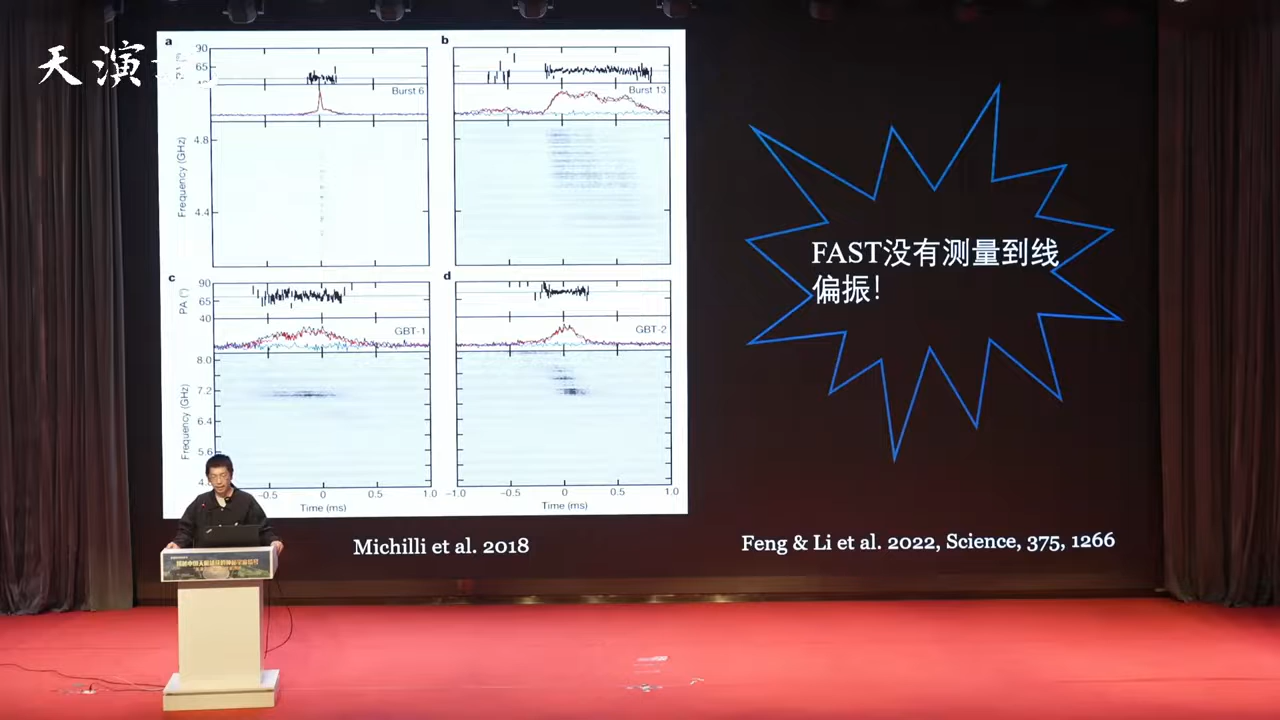 天演
a
90
65
Burst 6
Frequency (GHz)
4.8
4.4
b
Burst 13
c
90
65
40
PA (°)
GBT-1
8.0
7.2
6.4
5.6
Frequency (GHz)
−0.5
0
0.5
1.0
Time (ms)
d
GBT-2
−1.0
−0.5
0
0.5
1.0
Time (ms)
Michilli et al. 2018
FAST没有测量到线
偏振!
Feng & Li et al. 2022, Science, 375, 1266